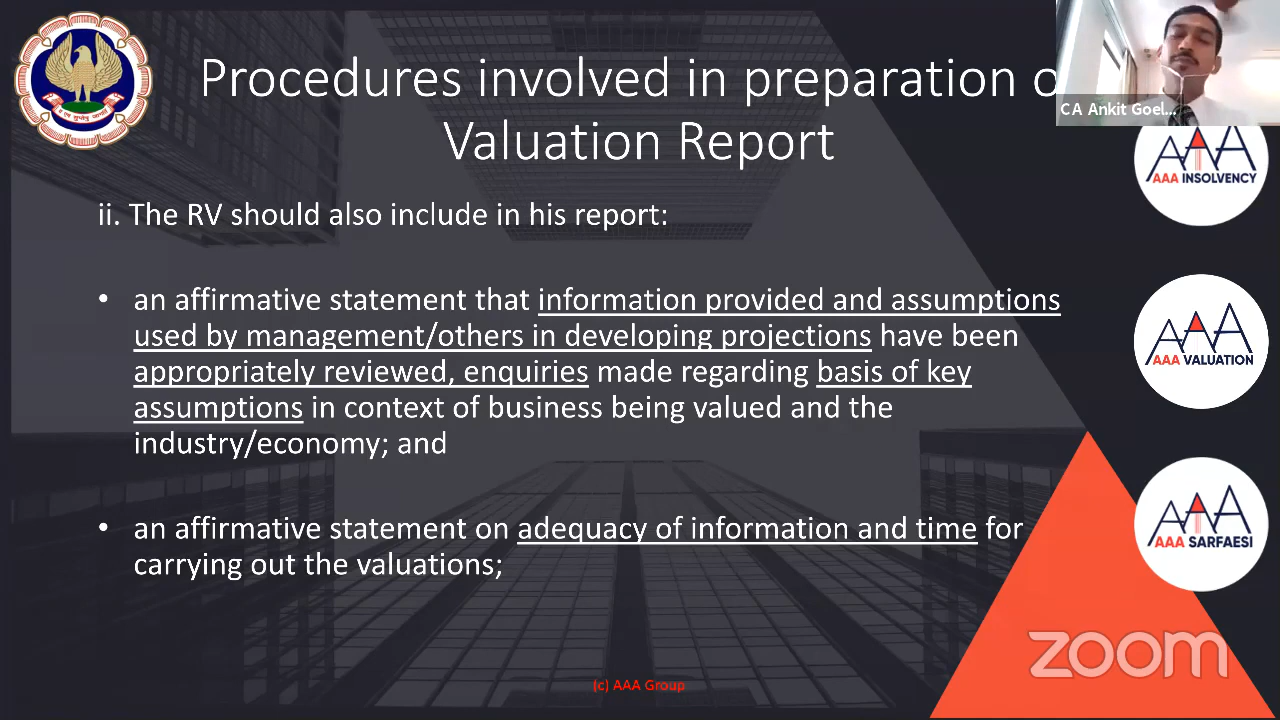 Procedures involved in preparation o
Valuation Report
CA Ankit Goel...
ii. The RV should also include in his report:
• an affirmative statement that information provided and assumptions
used by management/others in developing projections have been
appropriately reviewed, enquiries made regarding basis of key
assumptions in context of business being valued and the
industry/economy; and
• an affirmative statement on adequacy of information and time for
carrying out the valuations;
AAA
AAA INSOLVENCY
AAA
AAA VALUATION
AAA
AAA SARFAESI
zoom
(c) AAA Group